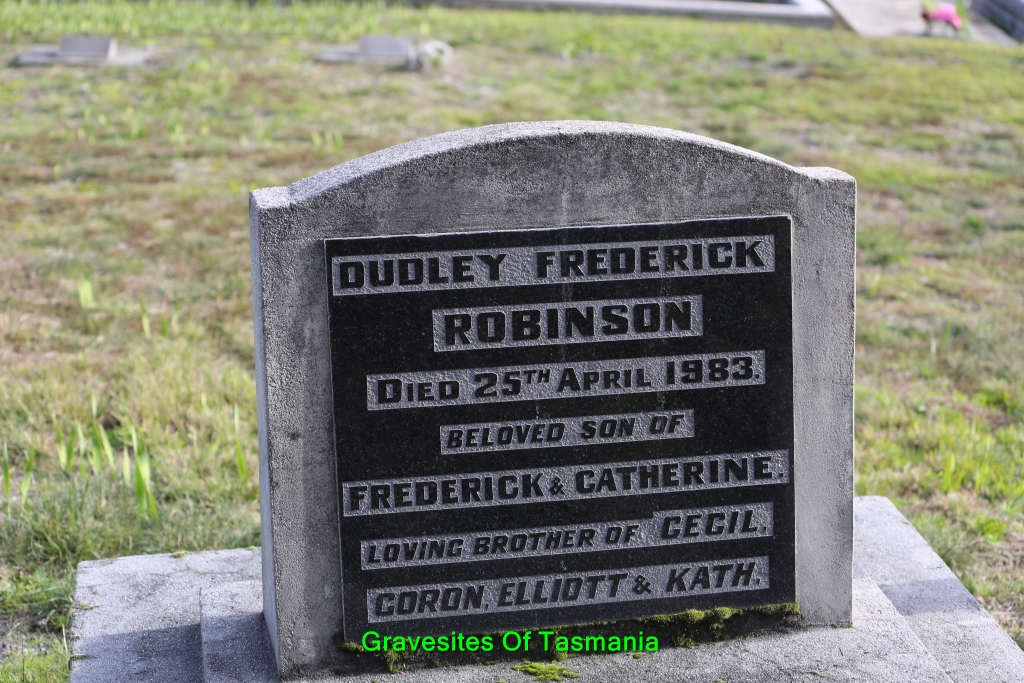 DUDLEY FREDERICK
ROBINSON
DIED 25TH APRIL 1983.
BELOVED SON OF
FREDERICK & CATHERINE.
LOVING BROTHER OF CECIL,
CORON, ELLIOTT & KATH.
Gravesites Of Tasmania